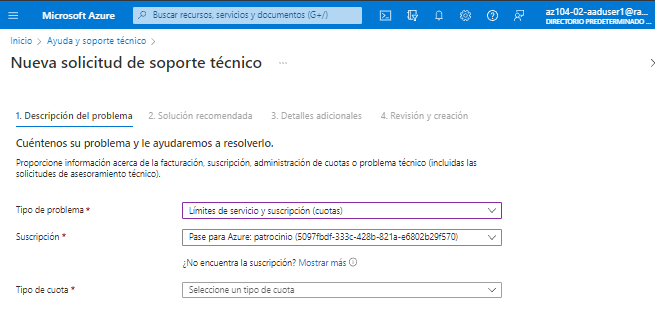 Microsoft Azure
Buscar recursos, servicios y documentos (G+/)
az104-02-aaduser1@ra...
DIRECTORIO PREDETERMINADO ...
Inicio > Ayuda y soporte técnico >
Nueva solicitud de soporte técnico ...
1. Descripción del problema 2. Solución recomendada 3. Detalles adicionales 4. Revisión y creación
Cuéntenos su problema y le ayudaremos a resolverlo.
Proporcione información acerca de la facturación, suscripción, administración de cuotas o problema técnico (incluidas las
solicitudes de asesoramiento técnico).
Tipo de problema * Límites de servicio y suscripción (cuotas)
Suscripción * Pase para Azure: patrocinio (5097fbdf-333c-428b-821a-e6802b29f570)
¿No encuentra la suscripción? Mostrar más
Tipo de cuota * Seleccione un tipo de cuota